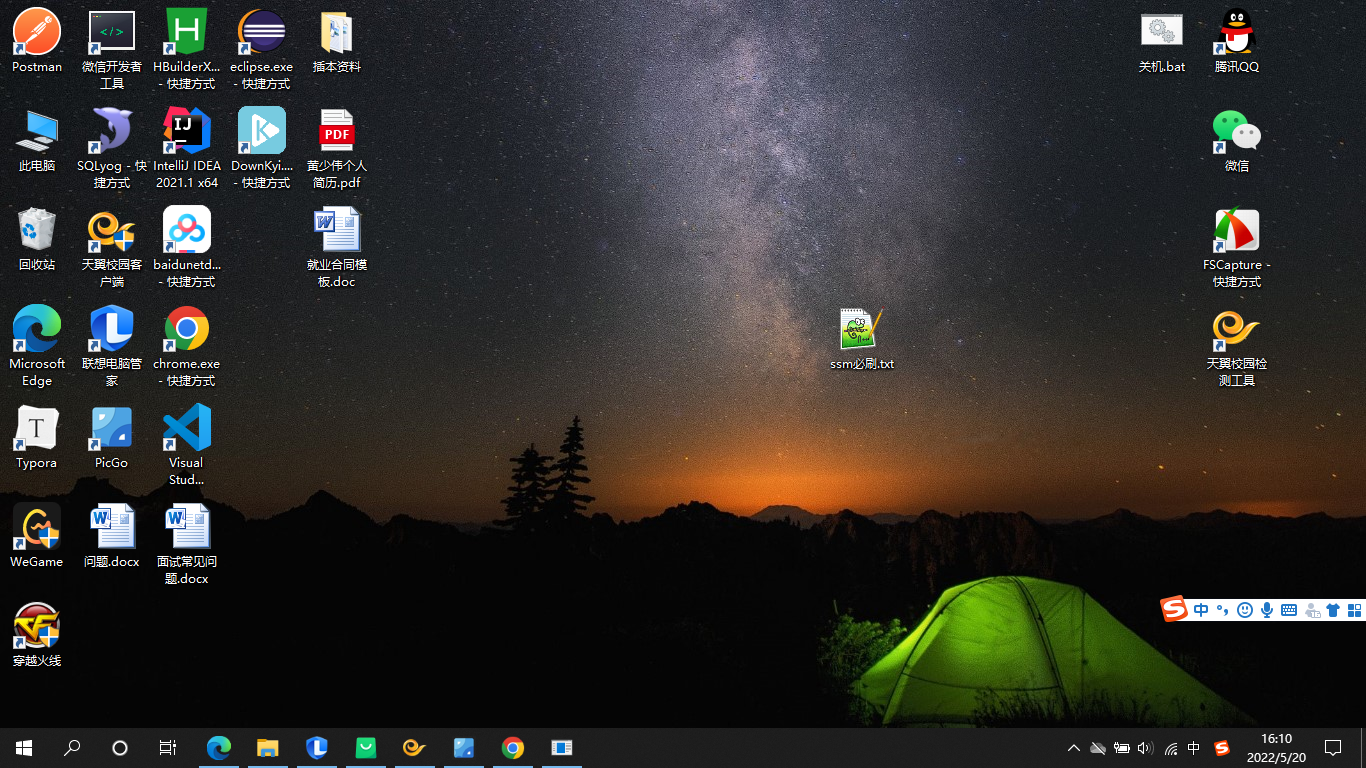 Postman
微信开发者
工具
HBuilderX...
- 快捷方式
eclipse.exe
- 快捷方式
插本资料
关机.bat
腾讯QQ
此电脑
SQLyog - 快
捷方式
IJ
IntelliJ IDEA
2021.1 x64
DownKyi....
- 快捷方式
PDF
黄少伟个人
简历.pdf
微信
回收站
天翼校园客
户端
baidunetd...
- 快捷方式
就业合同模
板.doc
FSCapture -
快捷方式
Microsoft
Edge
联想电脑管
家
chrome.exe
- 快捷方式
ssm必刷.txt
天翼校园检
测工具
T
Typora
PicGo
Visual
Stud...
WeGame
问题.docx
面试常见问
题.docx
中
穿越火线
中
16:10
2022/5/20